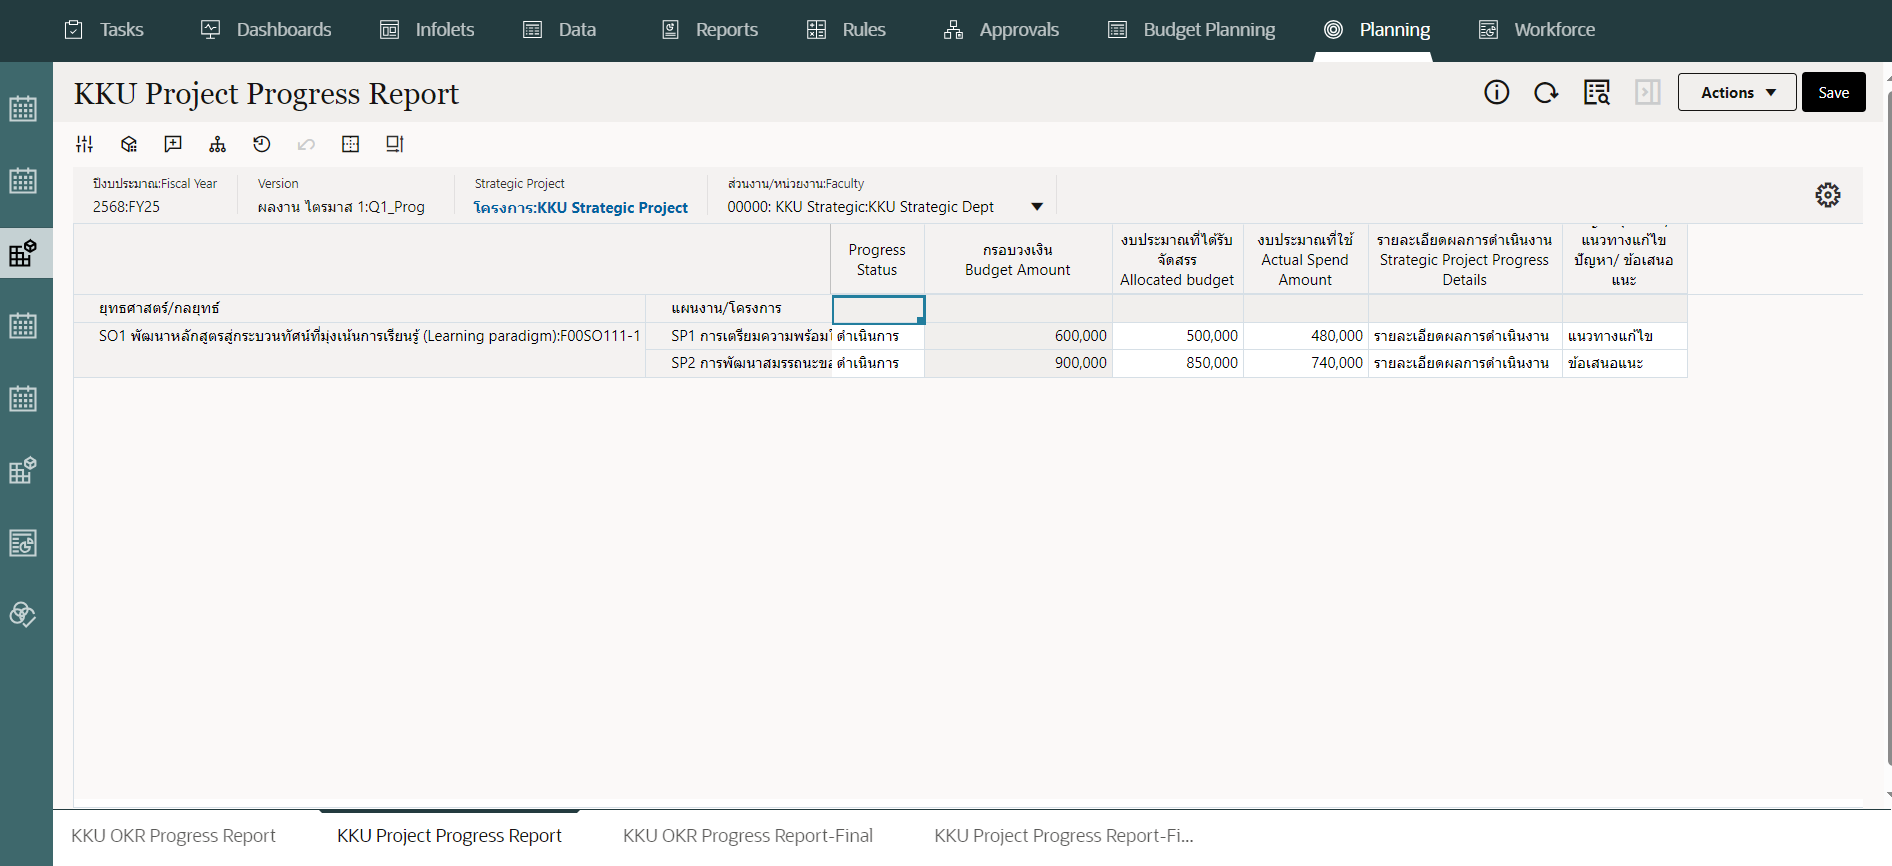 Tasks Dashboards Infolets Data Reports Rules Approvals Budget Planning Planning Workforce
KKU Project Progress Report
Actions Save
ปีงบประมาณ:Fiscal Year Version Strategic Project ส่วนงาน/หน่วยงาน:Faculty
2568:FY25 ผลงาน ไตรมาส 1:Q1_Prog โครงการ:KKU Strategic Project 00000: KKU Strategic:KKU Strategic Dept
Progress
Status
กรอบวงเงิน
Budget Amount
งบประมาณที่ได้รับ
จัดสรร
Allocated budget
งบประมาณที่ใช้
Actual Spend
Amount
รายละเอียดผลการดำเนินงาน
Strategic Project Progress
Details
แนวทางแก้ไข
ปัญหา/ ข้อเสนอ
แนะ
ยุทธศาสตร์/กลยุทธ์ แผนงาน/โครงการ
SO1 พัฒนาหลักสูตรสู่กระบวนทัศน์ที่มุ่งเน้นการเรียนรู้ (Learning paradigm):F00SO111-1 SP1 การเตรียมความพร้อม ดำเนินการ 600,000 500,000 480,000 รายละเอียดผลการดำเนินงาน แนวทางแก้ไข
SP2 การพัฒนาสมรรถนะขอ ดำเนินการ 900,000 850,000 740,000 รายละเอียดผลการดำเนินงาน ข้อเสนอแนะ
KKU OKR Progress Report KKU Project Progress Report KKU OKR Progress Report-Final KKU Project Progress Report-Fi...